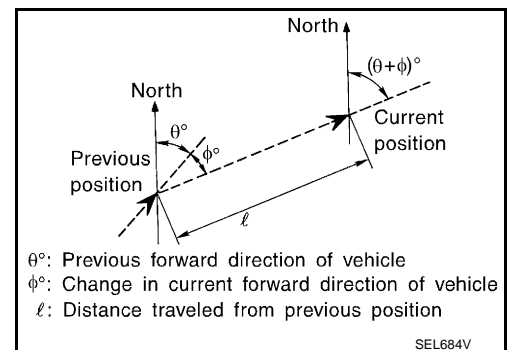 North
(θ+ϕ)°
North
θ°
ϕ°
Current
position
Previous
position
ℓ
θ°: Previous forward direction of vehicle
ϕ°: Change in current forward direction of vehicle
ℓ: Distance traveled from previous position
SEL684V